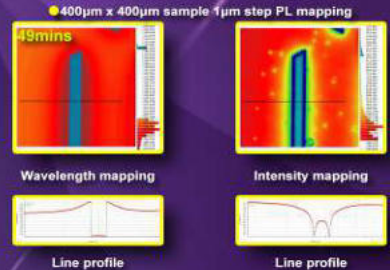 ●400μm x 400μm sample 1μm step PL mapping
49mins
Wavelength mapping
Intensity mapping
Line profile
Line profile